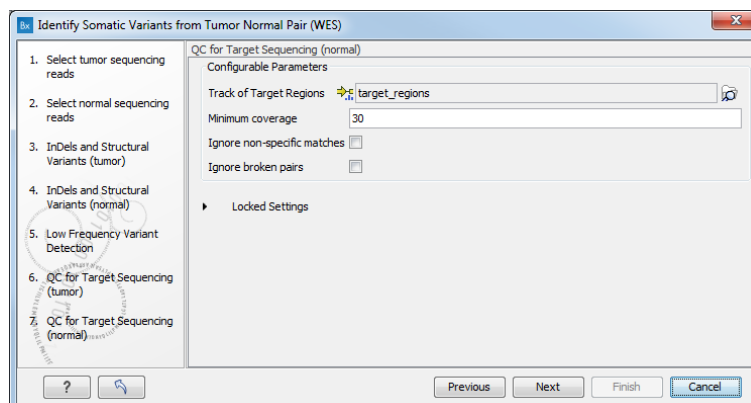 Bx Identify Somatic Variants from Tumor Normal Pair (WES)
1. Select tumor sequencing
reads
2. Select normal sequencing
reads
3. InDels and Structural
Variants (tumor)
4. InDels and Structural
Variants (normal)
5. Low Frequency Variant
Detection
6. QC for Target Sequencing
(tumor)
7. QC for Target Sequencing
(normal)
QC for Target Sequencing (normal)
Configurable Parameters
Track of Target Regions target_regions
Minimum coverage 30
Ignore non-specific matches
Ignore broken pairs
Locked Settings
? Previous Next Finish Cancel